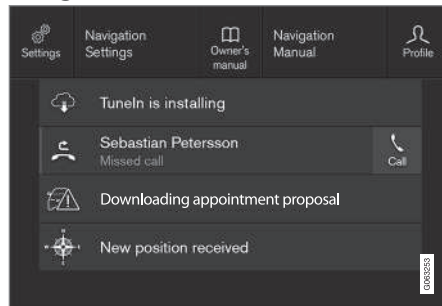 Settings
Navigation
Settings
Owner's
manual
Navigation
Manual
Profile
TuneIn is installing
Sebastian Petersson
Missed call
Call
Downloading appointment proposal
New position received
G063253